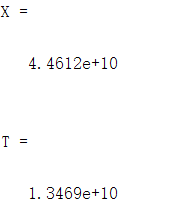 X =
4.4612e+10
T =
1.3469e+10